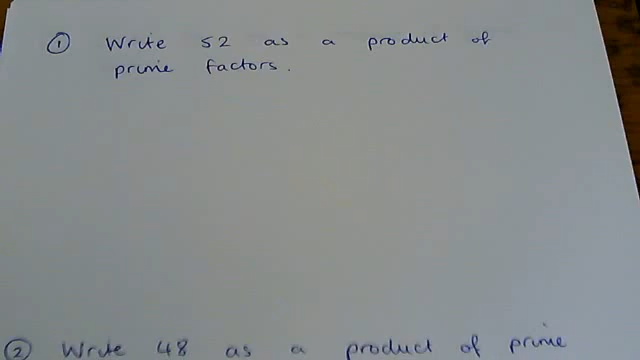 ① Write 52 as a product of
prime factors.
② Write 48 as a product of prime